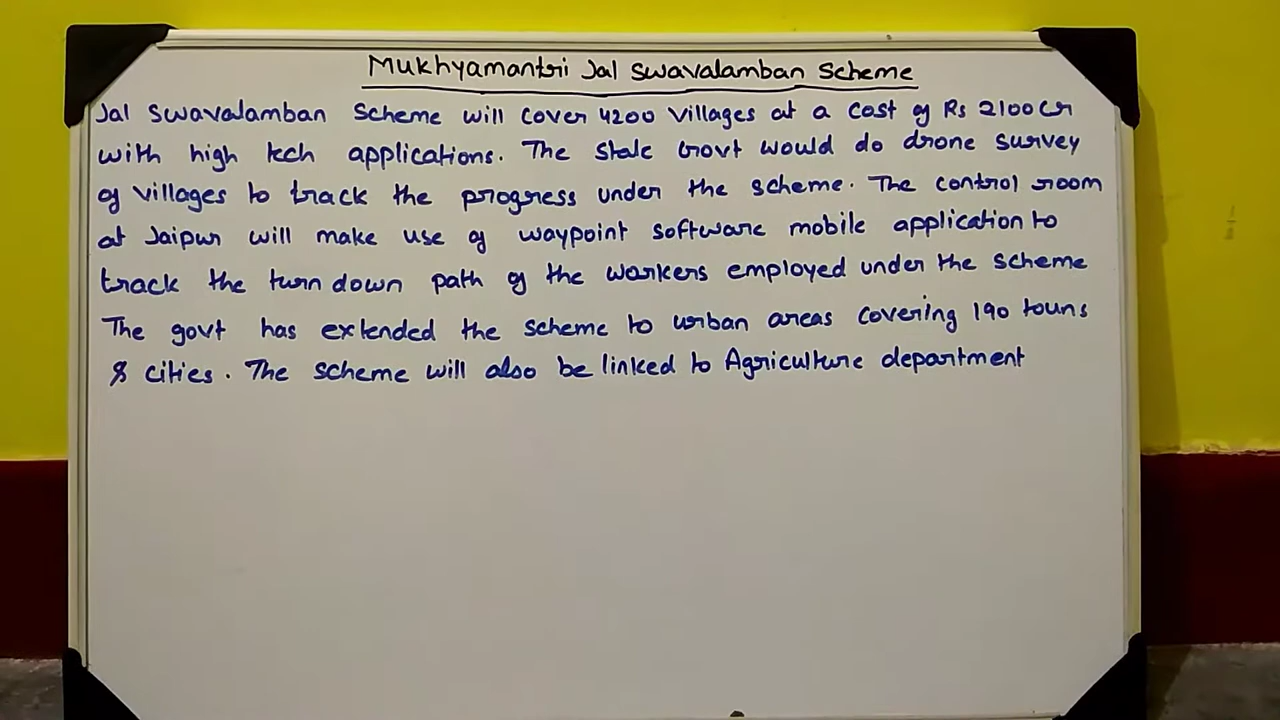 Mukhyamantri Jal Swavalamban Scheme
Jal Swavalamban Scheme will cover 4200 villages at a cost of Rs 2100 Cr
with high tech applications. The State Govt would do drone survey
of villages to track the progress under the scheme. The control room
at Jaipur will make use of waypoint software mobile application to
track the turn down path of the workers employed under the scheme
The govt has extended the scheme to urban areas covering 190 touns
& cities. The scheme will also be linked to Agriculture department